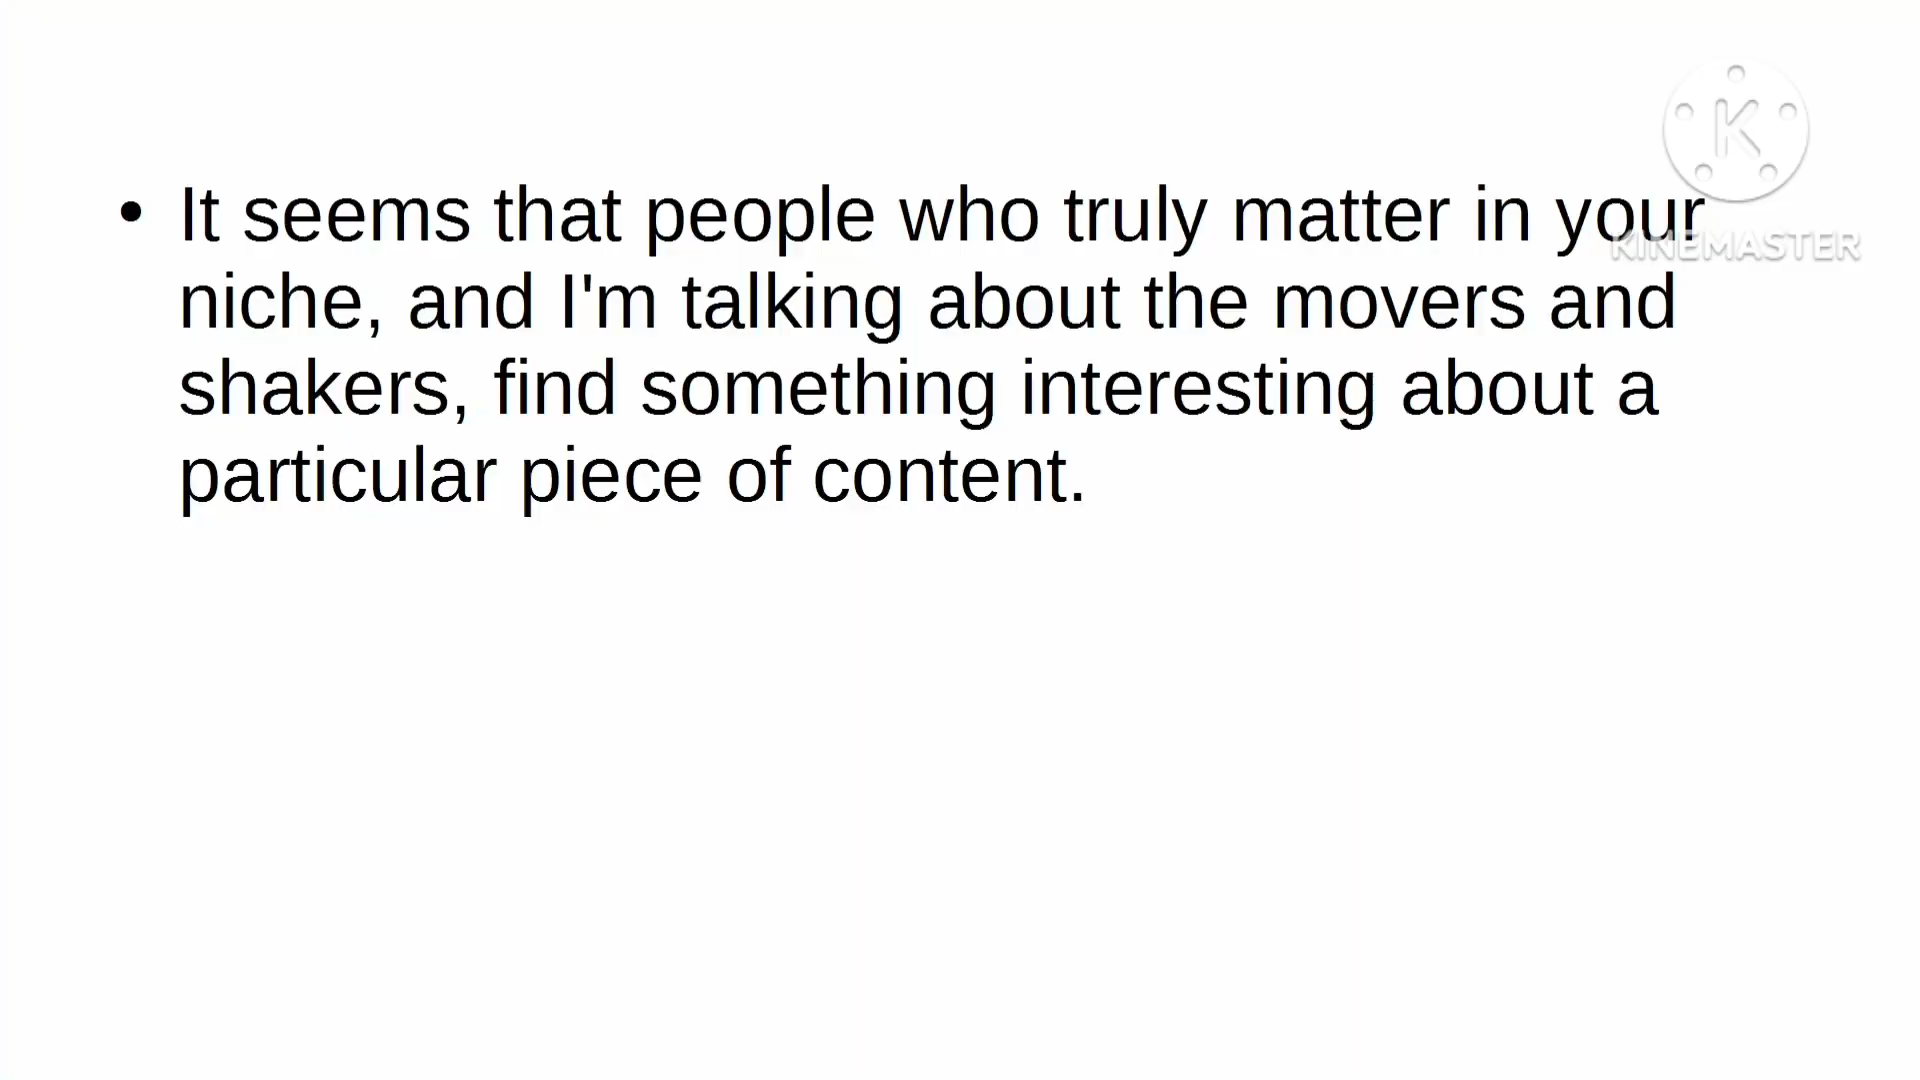 • It seems that people who truly matter in your
niche, and I'm talking about the movers and
shakers, find something interesting about a
particular piece of content.
K
KINEMASTER